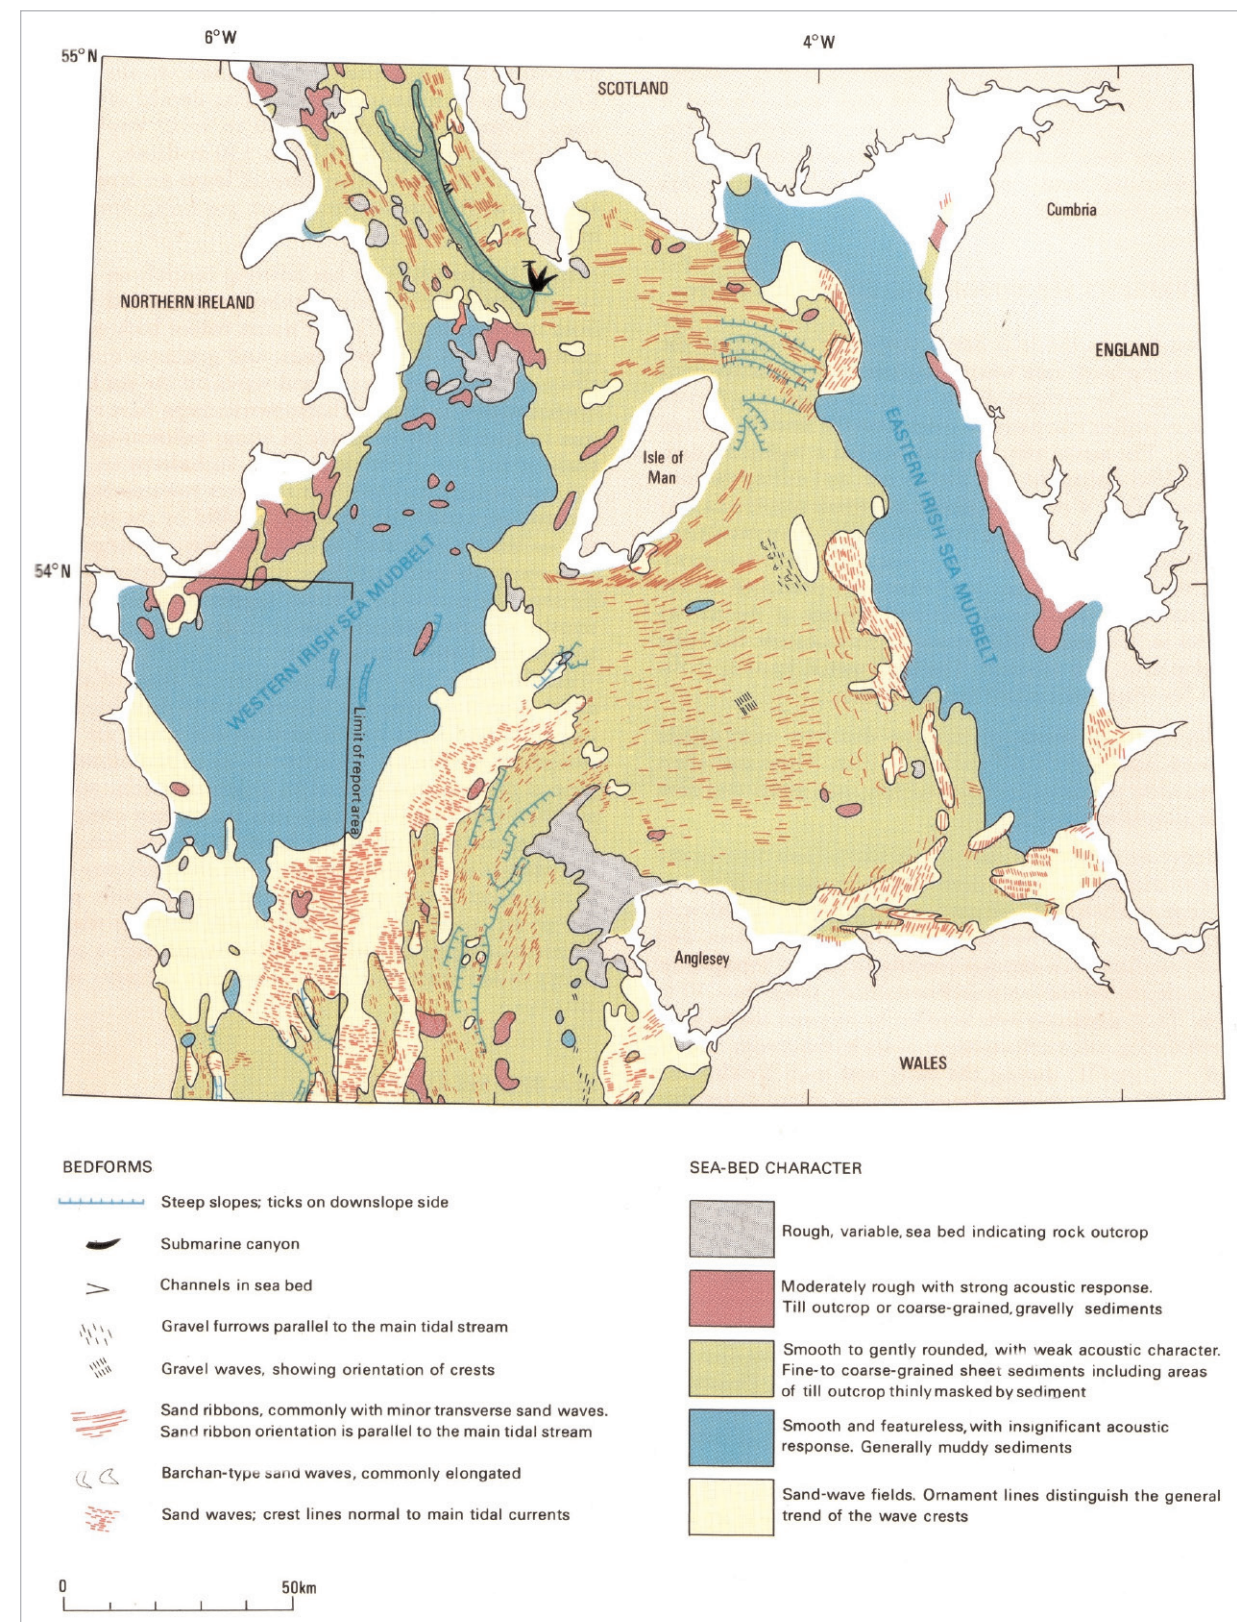 6°W
4°W
55°N
SCOTLAND
Cumbria
NORTHERN IRELAND
ENGLAND
EASTERN IRISH SEA MUDBELT
Isle of
Man
54°N
WESTERN IRISH SEA MUDBELT
Limit of report area
Anglesey
WALES
BEDFORMS
Steep slopes; ticks on downslope side
Submarine canyon
Channels in sea bed
Gravel furrows parallel to the main tidal stream
Gravel waves, showing orientation of crests
Sand ribbons, commonly with minor transverse sand waves.
Sand ribbon orientation is parallel to the main tidal stream
Barchan-type sand waves, commonly elongated
Sand waves; crest lines normal to main tidal currents
0 50km
SEA-BED CHARACTER
Rough, variable, sea bed indicating rock outcrop
Moderately rough with strong acoustic response.
Till outcrop or coarse-grained, gravelly sediments
Smooth to gently rounded, with weak acoustic character.
Fine-to coarse-grained sheet sediments including areas
of till outcrop thinly masked by sediment
Smooth and featureless, with insignificant acoustic
response. Generally muddy sediments
Sand-wave fields. Ornament lines distinguish the general
trend of the wave crests